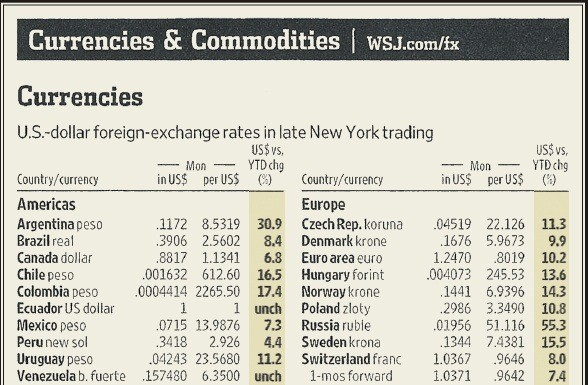 Currencies & Commodities | WSJ.com/fx
Currencies
U.S.-dollar foreign-exchange rates in late New York trading
US$ vs,
Mon YTD chg
Country/currency in US$ per US$ (%)
Americas
Argentina peso .1172 8.5319 30.9
Brazil real .3906 2.5602 8.4
Canada dollar .8817 1.1341 6.8
Chile peso .001632 612.60 16.5
Colombia peso .0004414 2265.50 17.4
Ecuador US dollar 1 1 unch
Mexico peso .0715 13.9876 7.3
Peru new sol .3418 2.926 4.4
Uruguay peso .04243 23.5680 11.2
Venezuela b. fuerte .157480 6.3500 unch
US$ vs,
Mon YTD chg
Country/currency in US$ per US$ (%)
Europe
Czech Rep. koruna .04519 22.126 11.3
Denmark krone .1676 5.9673 9.9
Euro area euro 1.2470 .8019 10.2
Hungary forint .004073 245.53 13.6
Norway krone .1441 6.9396 14.3
Poland zloty .2986 3.3490 10.8
Russia ruble .01956 51.116 55.3
Sweden krona .1344 7.4381 15.5
Switzerland franc 1.0367 .9646 8.0
1-mos forward 1.0371 .9642 7.4